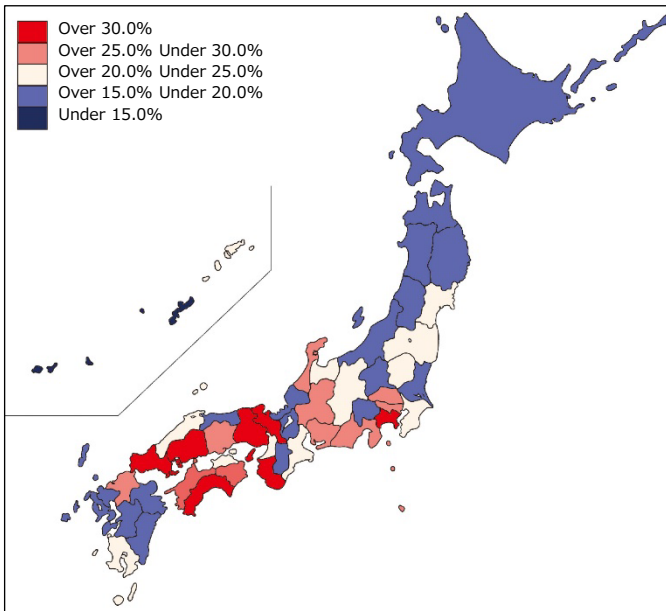 Over 30.0%
Over 25.0% Under 30.0%
Over 20.0% Under 25.0%
Over 15.0% Under 20.0%
Under 15.0%